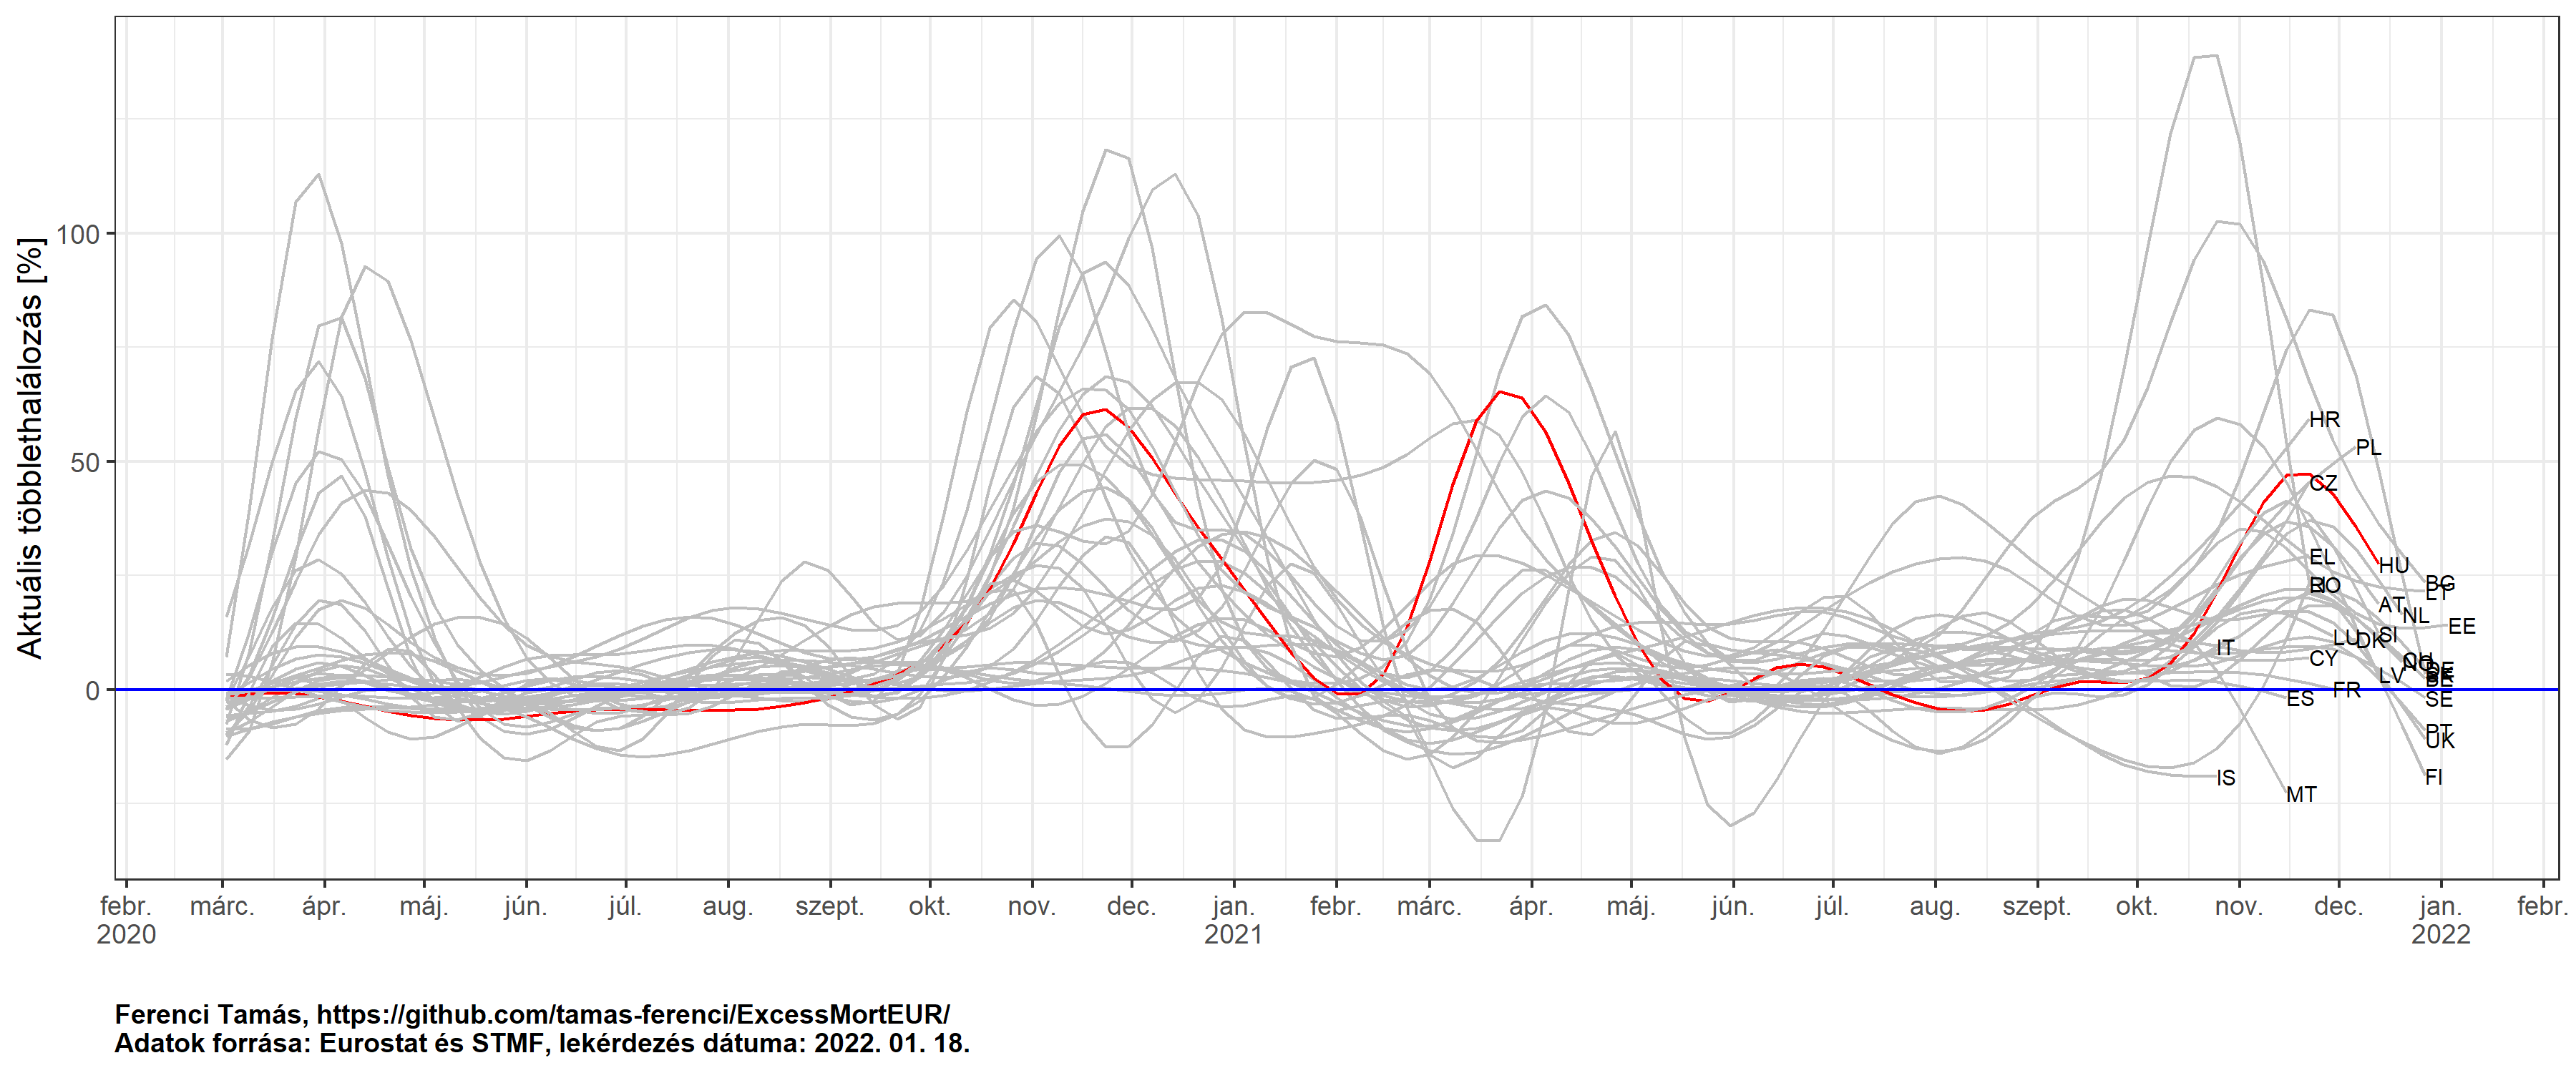 Aktuális többlethalálozás [%]
100
50
0
HR
PL
CZ
EL
HU
RO
BG
LT
AT
NL
EE
LU
DK
SI
IT
CY
LV
ES
FR
SE
PT
UK
FI
IS
MT
febr. márc. ápr. máj. jún. júl. aug. szept. okt. nov. dec. jan. febr. márc. ápr. máj. jún. júl. aug. szept. okt. nov. dec. jan. febr.
2020 2021 2022
Ferenci Tamás, https://github.com/tamas-ferenci/ExcessMortEUR/
Adatok forrása: Eurostat és STMF, lekérdezés dátuma: 2022. 01. 18.